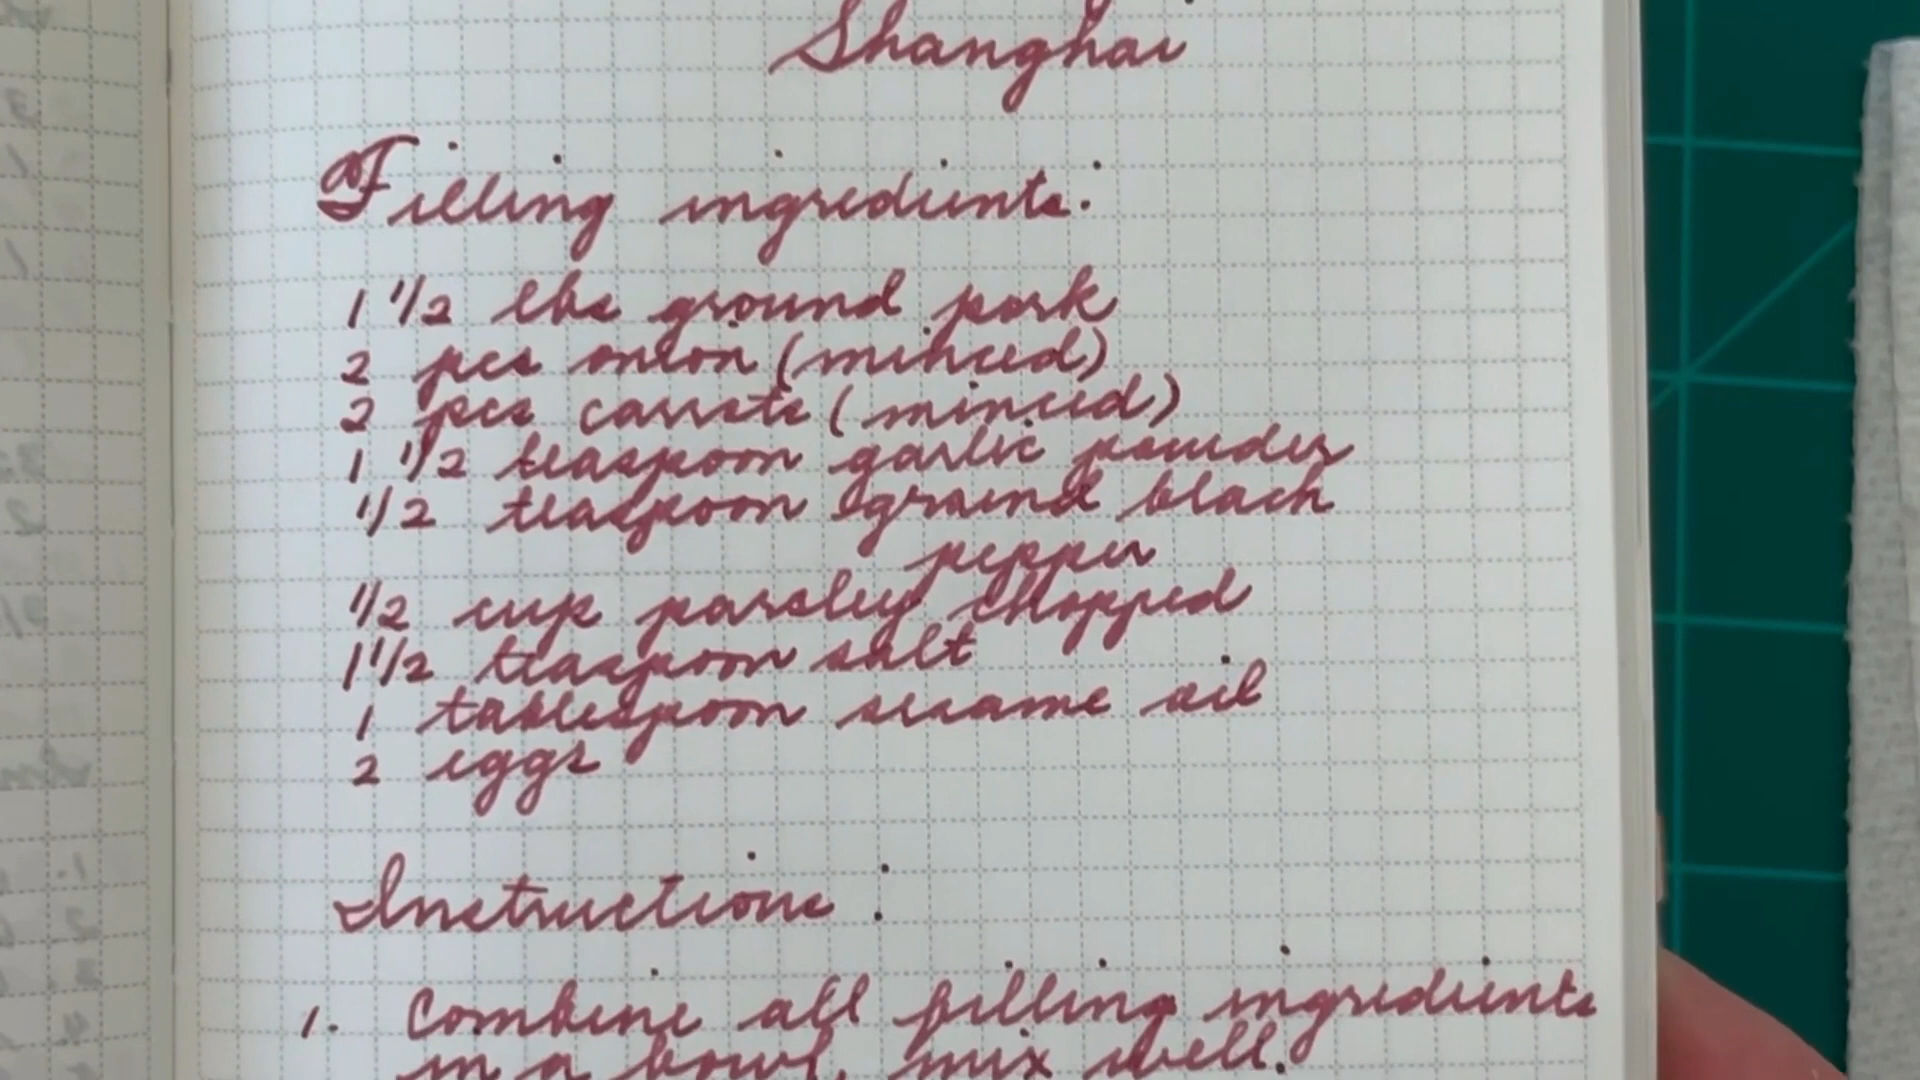 Shanghai
Filling ingredients:
1 1/2 lbs ground pork
2 pcs onion (minced)
2 pcs carrots (minced)
1 1/2 teaspoon garlic powder
1/2 teaspoon ground black
pepper
1/2 cup parsley chopped
1 1/2 teaspoon salt
1 tablespoon sesame oil
2 eggs
Instructions:
1. Combine all filling ingredients
in a bowl, mix well.